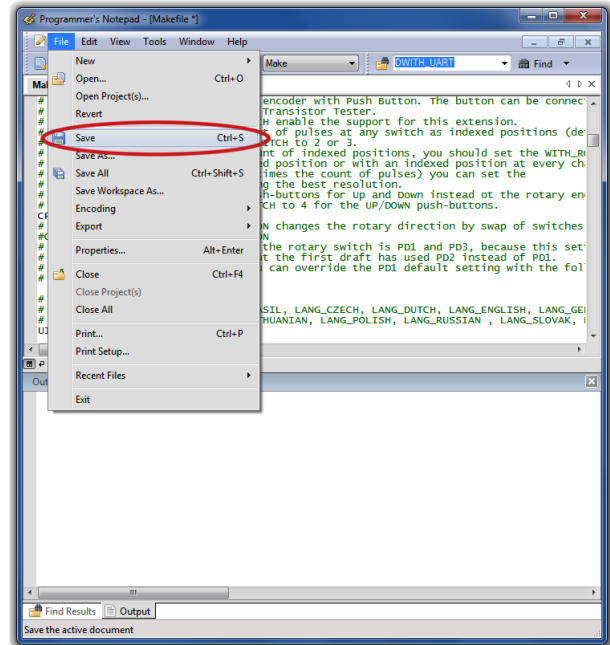 Programmer's Notepad - [Makefile *]
File Edit View Tools Window Help
Make DWITH_UART Find
New
Open... Ctrl+O
Open Project(s)...
Revert
Save Ctrl+S
Save As...
Save All Ctrl+Shift+S
Save Workspace As...
Encoding
Export
Properties... Alt+Enter
Close Ctrl+F4
Close Project(s)
Close All
Print... Ctrl+P
Print Setup...
Recent Files
Exit
encoder with Push Button. The button can be connec
Transistor Tester.
enable the support for this extension.
of pulses at any switch as indexed positions (de
TCH to 2 or 3.
nt of indexed positions, you should set the WITH_R
d position or with an indexed position at every ch
times the count of pulses) you can set the
g the best resolution.
h-buttons for Up and Down instead ot the rotary en
TCH to 4 for the UP/DOWN push-buttons.
ON changes the rotary direction by swap of switches
ON
the rotary switch is PD1 and PD3, because this set
t the first draft has used PD2 instead of PD1.
can override the PD1 default setting with the fol
SIL, LANG_CZECH, LANG_DUTCH, LANG_ENGLISH, LANG_GE
HUANIAN, LANG_POLISH, LANG_RUSSIAN , LANG_SLOVAK,
Out
Find Results Output
Save the active document